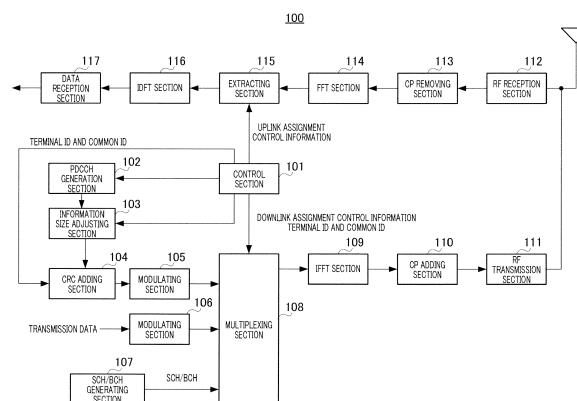 100
117
116
115
114
113
112
DATA
RECEPTION
SECTION
IDFT SECTION
EXTRACTING
SECTION
FFT SECTION
CP REMOVING
SECTION
RF RECEPTION
SECTION
UPLINK ASSIGNMENT
CONTROL INFORMATION
TERMINAL ID AND COMMON ID
102
PDCCH
GENERATION
SECTION
101
CONTROL
SECTION
103
INFORMATION
SIZE ADJUSTING
SECTION
DOWNLINK ASSIGNMENT CONTROL INFORMATION
TERMINAL ID AND COMMON ID
104
105
109
110
111
CRC ADDING
SECTION
MODULATING
SECTION
IFFT SECTION
CP ADDING
SECTION
RF
TRANSMISSION
SECTION
106
TRANSMISSION DATA
MODULATING
SECTION
MULTIPLEXING
SECTION
108
107
SCH/BCH
GENERATING
SECTION
SCH/BCH